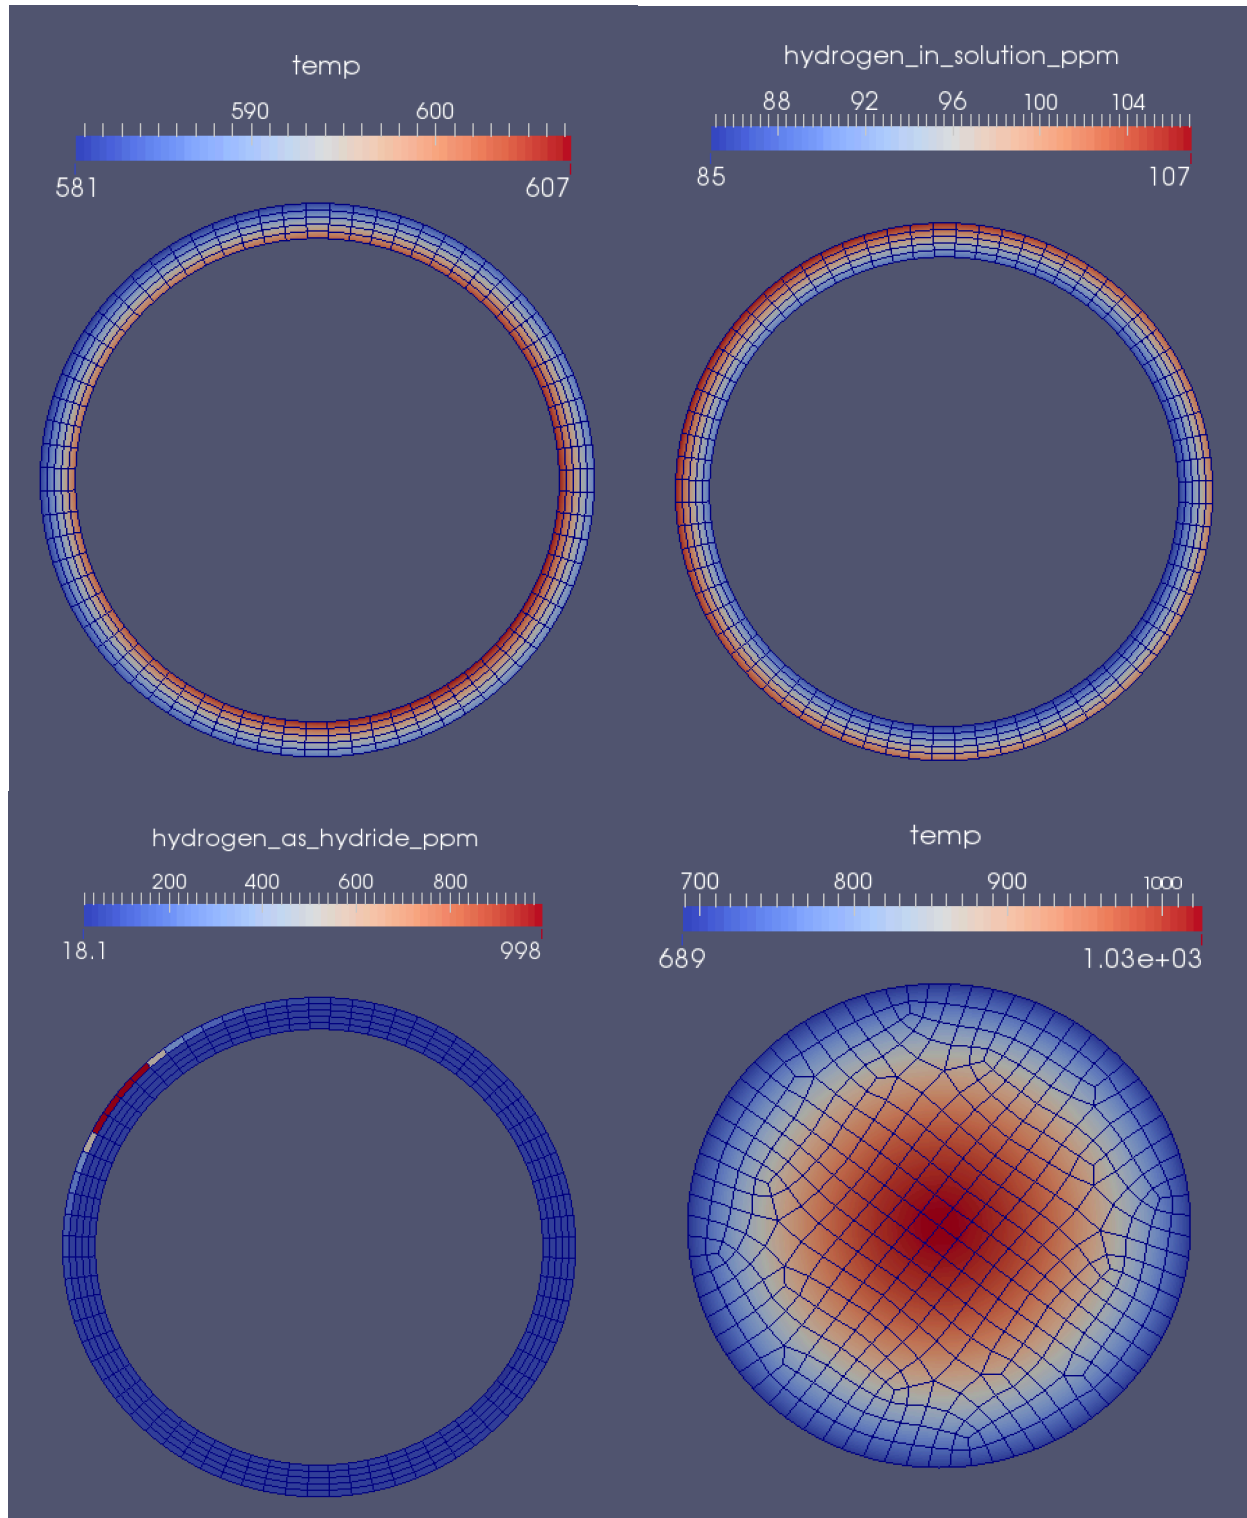 temp
590 600
581 607
hydrogen_in_solution_ppm
88 92 96 100 104
85 107
hydrogen_as_hydride_ppm
200 400 600 800
18.1 998
temp
700 800 900 1000
689 1.03e+03